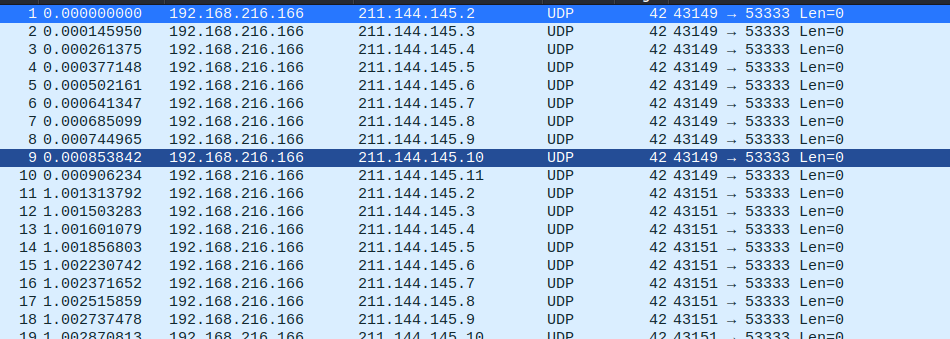 1 0.000000000 192.168.216.166 211.144.145.2 UDP 42 43149 → 53333 Len=0
2 0.000145950 192.168.216.166 211.144.145.3 UDP 42 43149 → 53333 Len=0
3 0.000261375 192.168.216.166 211.144.145.4 UDP 42 43149 → 53333 Len=0
4 0.000377148 192.168.216.166 211.144.145.5 UDP 42 43149 → 53333 Len=0
5 0.000502161 192.168.216.166 211.144.145.6 UDP 42 43149 → 53333 Len=0
6 0.000641347 192.168.216.166 211.144.145.7 UDP 42 43149 → 53333 Len=0
7 0.000685099 192.168.216.166 211.144.145.8 UDP 42 43149 → 53333 Len=0
8 0.000744965 192.168.216.166 211.144.145.9 UDP 42 43149 → 53333 Len=0
9 0.000853842 192.168.216.166 211.144.145.10 UDP 42 43149 → 53333 Len=0
10 0.000906234 192.168.216.166 211.144.145.11 UDP 42 43149 → 53333 Len=0
11 1.001313792 192.168.216.166 211.144.145.2 UDP 42 43151 → 53333 Len=0
12 1.001503283 192.168.216.166 211.144.145.3 UDP 42 43151 → 53333 Len=0
13 1.001601079 192.168.216.166 211.144.145.4 UDP 42 43151 → 53333 Len=0
14 1.001856803 192.168.216.166 211.144.145.5 UDP 42 43151 → 53333 Len=0
15 1.002230742 192.168.216.166 211.144.145.6 UDP 42 43151 → 53333 Len=0
16 1.002371652 192.168.216.166 211.144.145.7 UDP 42 43151 → 53333 Len=0
17 1.002515859 192.168.216.166 211.144.145.8 UDP 42 43151 → 53333 Len=0
18 1.002737478 192.168.216.166 211.144.145.9 UDP 42 43151 → 53333 Len=0
19 1.002870813 192.168.216.166 211.144.145.10 UDP 42 43151 → 53333 Len=0